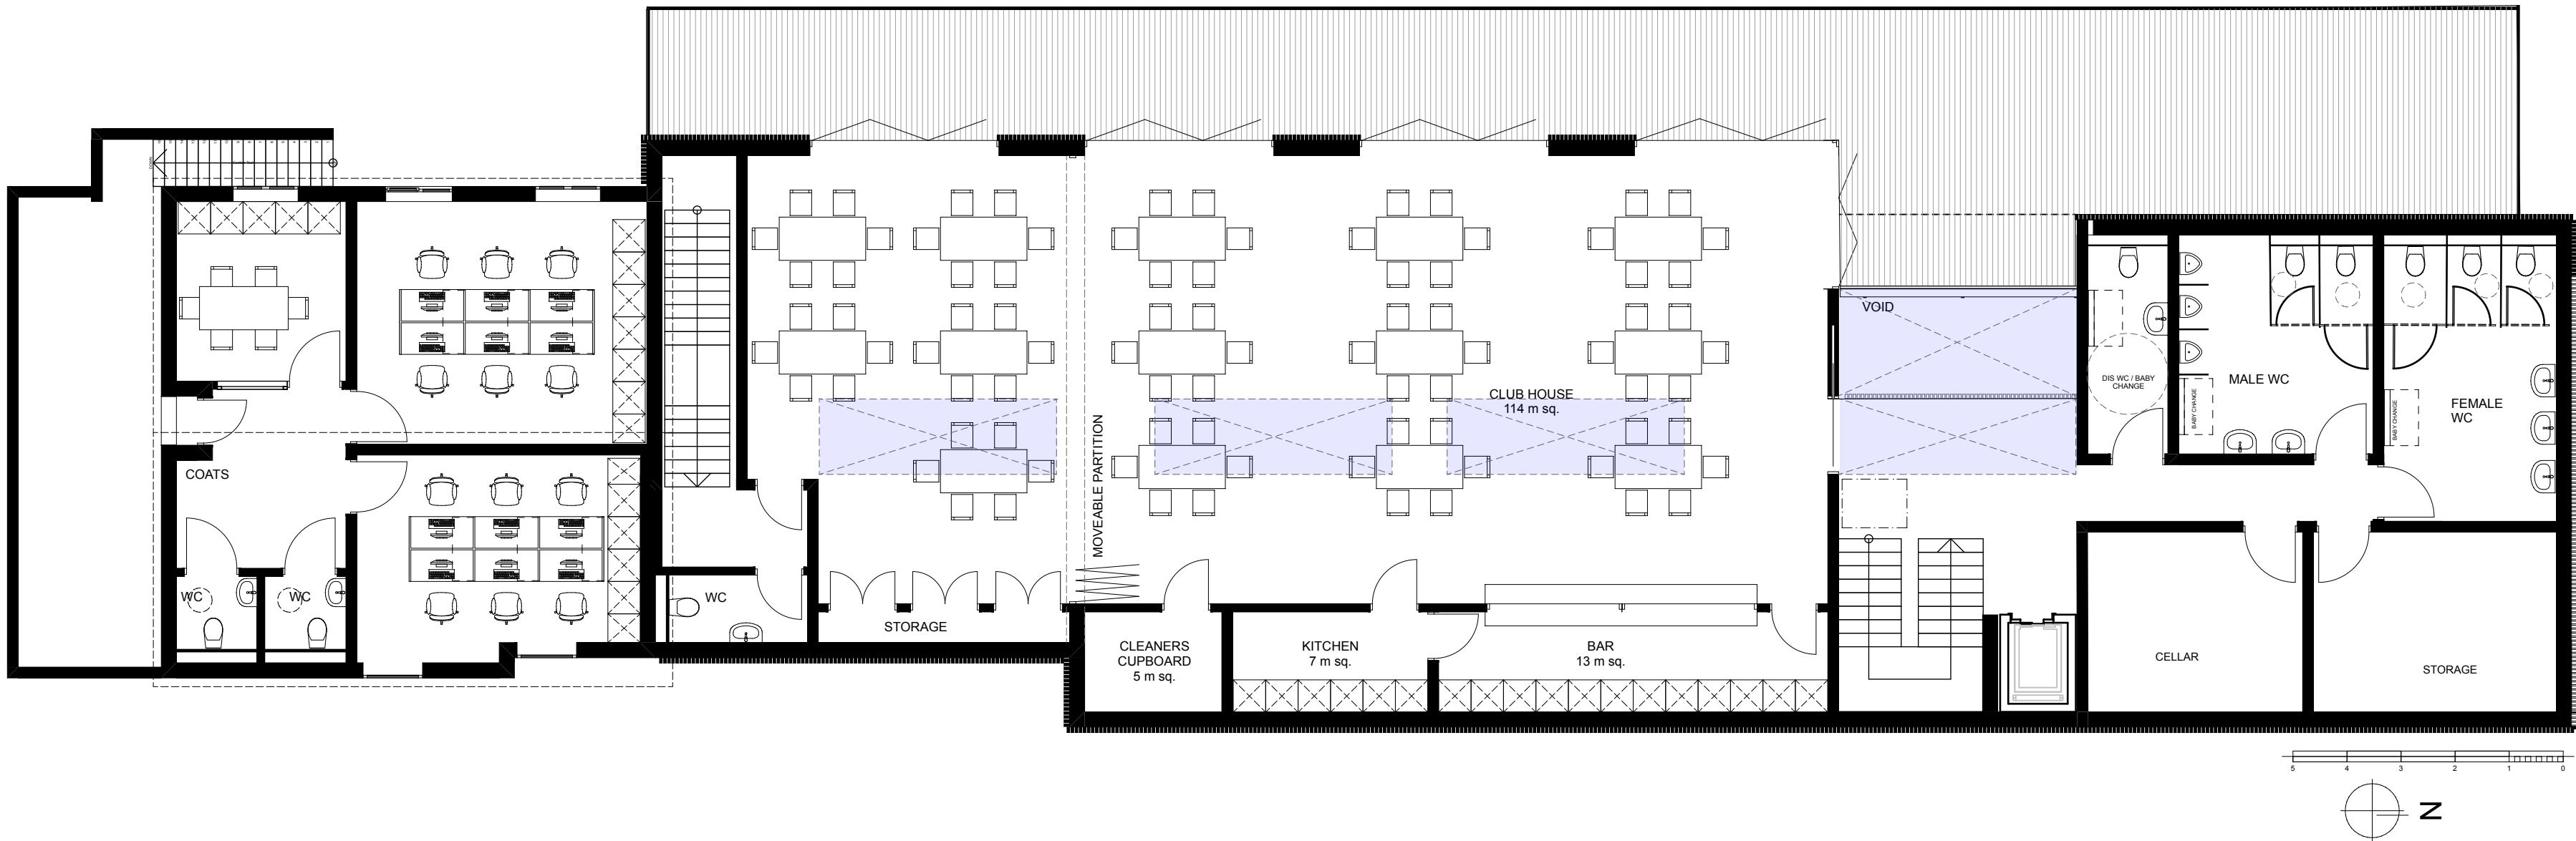 DOWN
VOID
CLUB HOUSE
114 m sq.
DIS WC / BABY
CHANGE
MALE WC
BABY CHANGE
BABY CHANGE
FEMALE
WC
MOVEABLE PARTITION
COATS
WC
WC
WC
STORAGE
CLEANERS
CUPBOARD
5 m sq.
KITCHEN
7 m sq.
BAR
13 m sq.
CELLAR
STORAGE
5 4 3 2 1 0
N